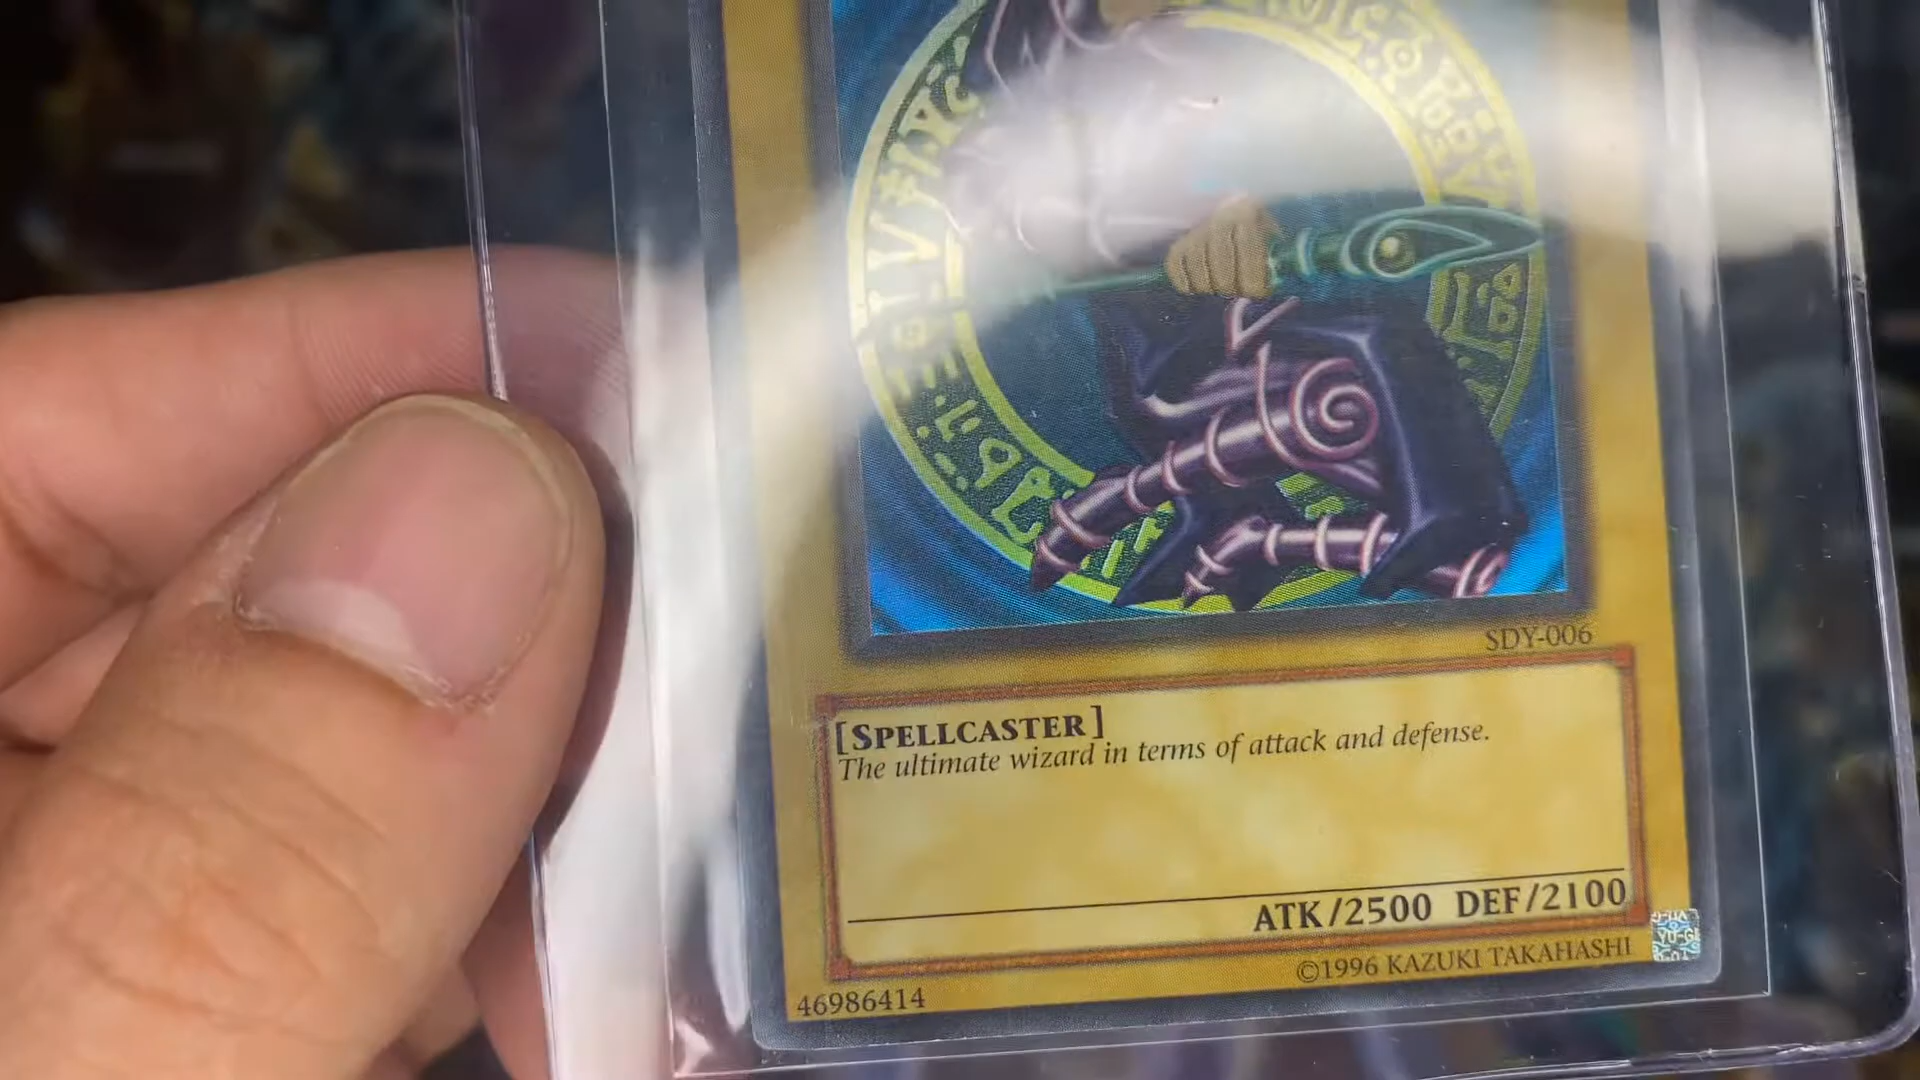 SDY-006
[SPELLCASTER]
The ultimate wizard in terms of attack and defense.
ATK/2500 DEF/2100
©1996 KAZUKI TAKAHASHI
46986414